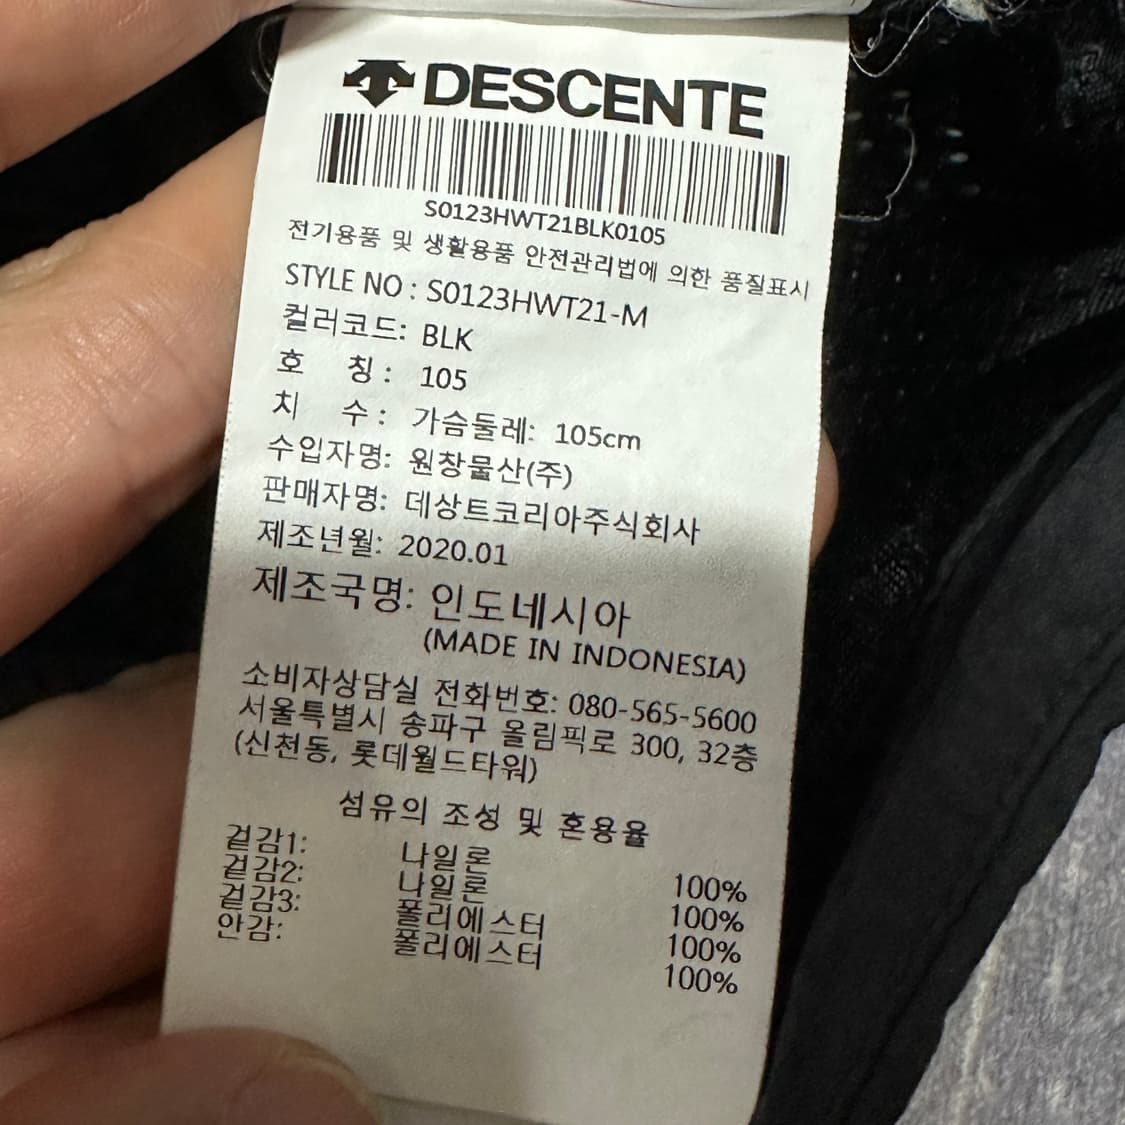 DESCENTE
S0123HWT21BLK0105
전기용품 및 생활용품 안전관리법에 의한 품질표시
STYLE NO : S0123HWT21-M
컬러코드: BLK
호 칭 : 105
치 수 : 가슴둘레: 105cm
수입자명: 원창물산(주)
판매자명: 데상트코리아주식회사
제조년월: 2020.01
제조국명: 인도네시아
(MADE IN INDONESIA)
소비자상담실 전화번호: 080-565-5600
서울특별시 송파구 올림픽로 300, 32층
(신천동, 롯데월드타워)
섬유의 조성 및 혼용율
겉감1: 나일론 100%
겉감2: 나일론 100%
겉감3: 폴리에스터 100%
안감: 폴리에스터 100%